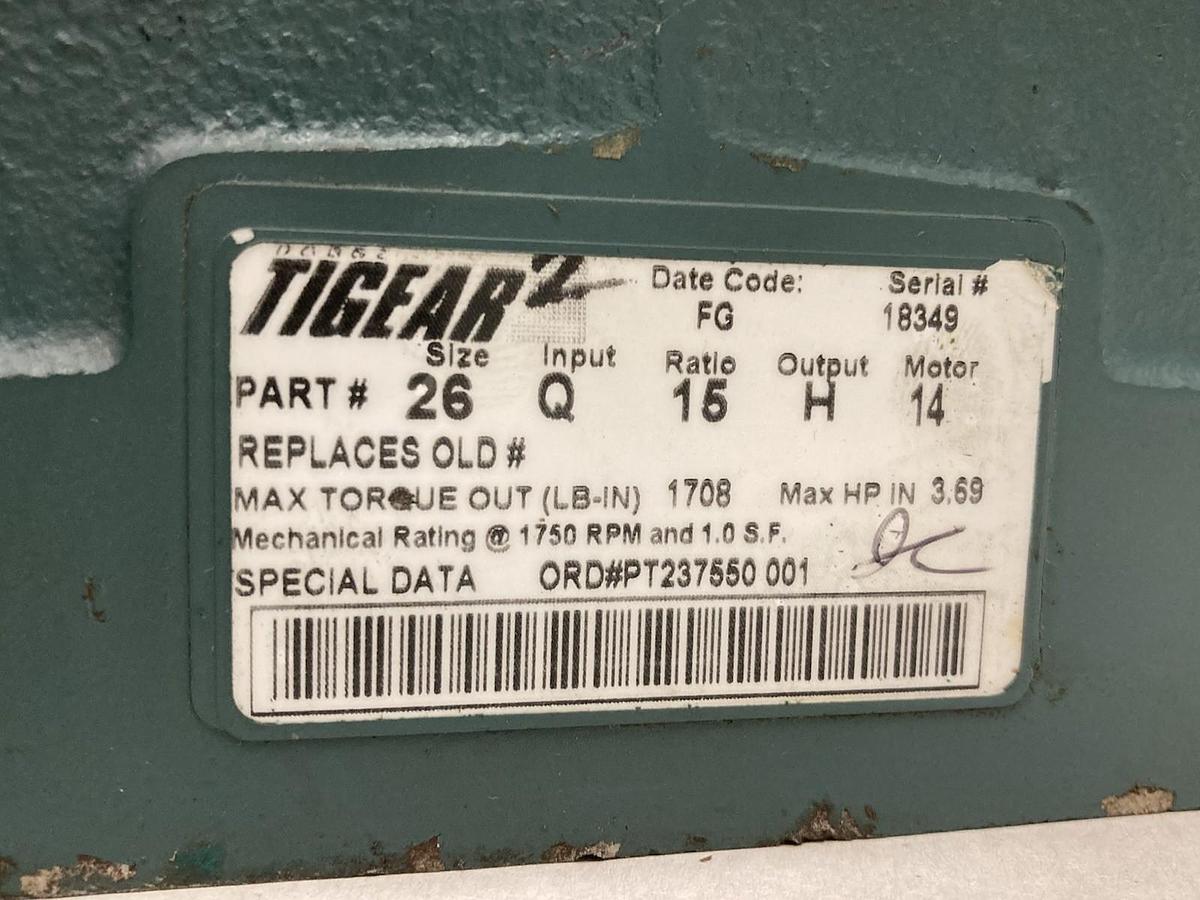 TIGEAR 2
Date Code: Serial #
FG 18349
Size Input Ratio Output Motor
PART # 26 Q 15 H 14
REPLACES OLD #
MAX TORQUE OUT (LB-IN) 1708 Max HP IN 3.69
Mechanical Rating @ 1750 RPM and 1.0 S.F.
SPECIAL DATA ORD#PT237550 001